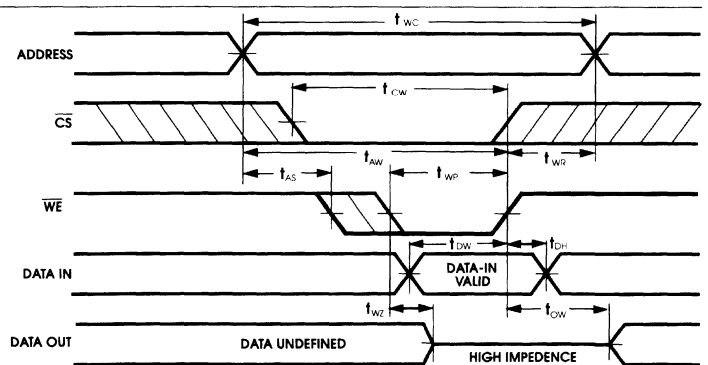 t WC
ADDRESS
t CW
CS
t AW
t WR
t AS
t WP
WE
t DW
t DH
DATA IN
DATA-IN
VALID
t WZ
t OW
DATA OUT
DATA UNDEFINED
HIGH IMPEDENCE